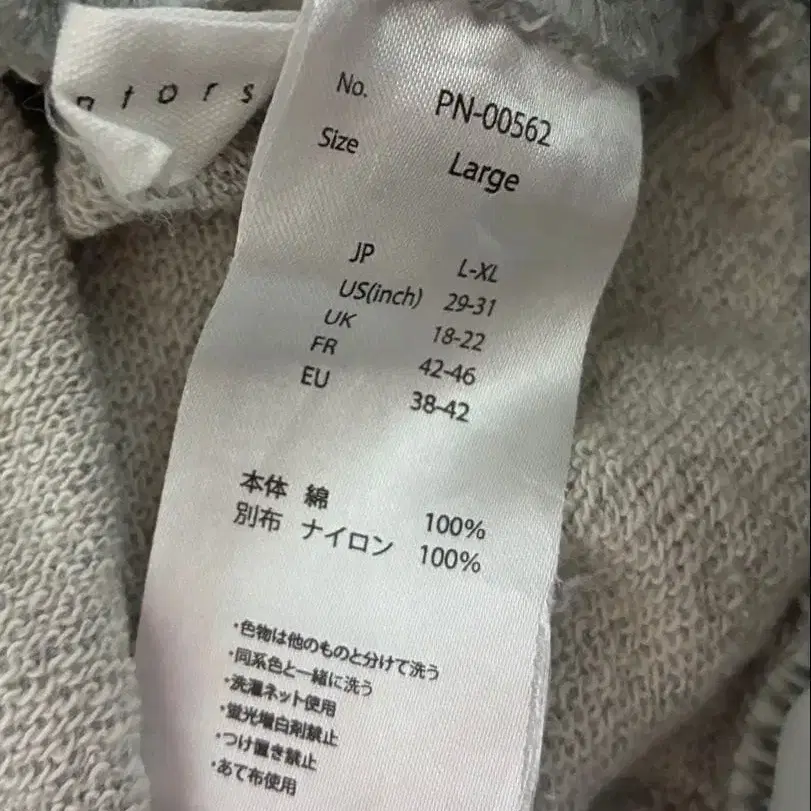 ntors
No. PN-00562
Size Large
JP L-XL
US(inch) 29-31
UK 18-22
FR 42-46
EU 38-42
本体 綿 100%
別布 ナイロン 100%
・色物は他のものと分けて洗う
・同系色と一緒に洗う
・洗濯ネット使用
・蛍光増白剤禁止
・つけ置き禁止
・あて布使用